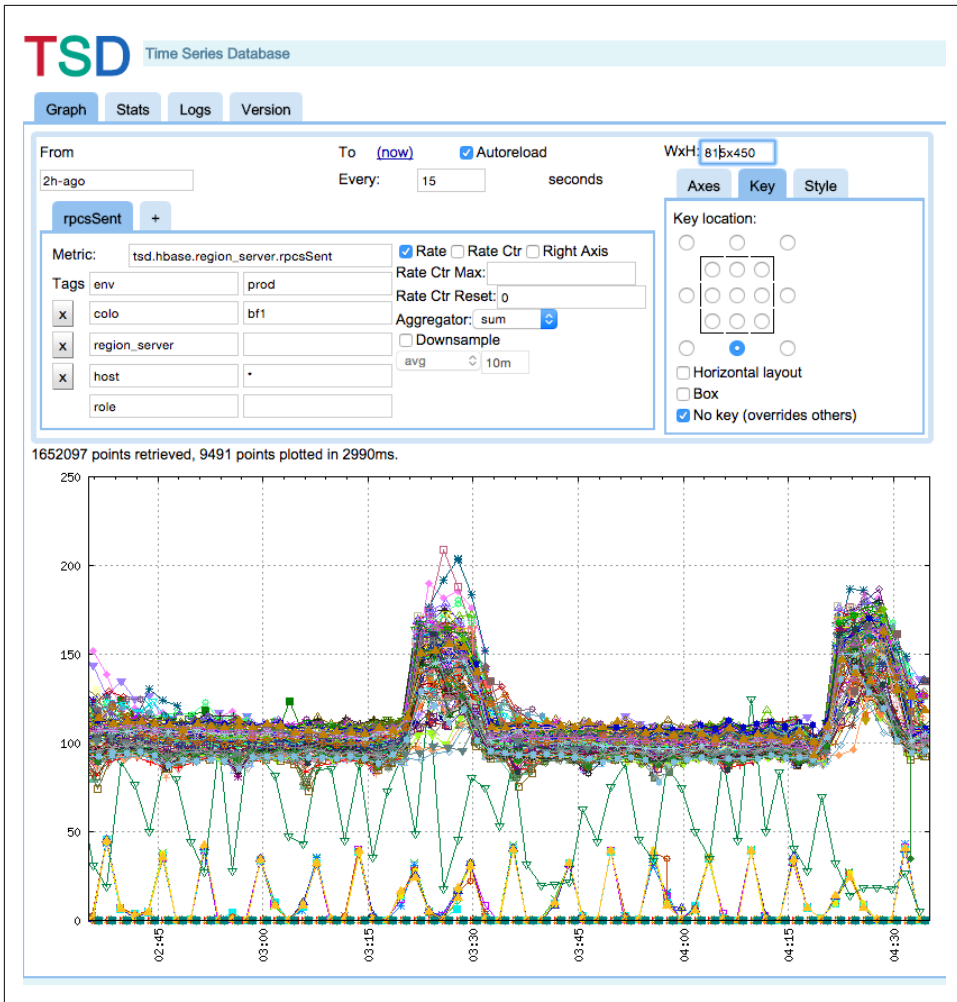 TSD Time Series Database
Graph Stats Logs Version
From To (now) Autoreload WxH: 815x450
2h-ago Every: 15 seconds
Axes Key Style
rpcsSent +
Key location:
Metric: tsd.hbase.region_server.rpcsSent Rate Rate Ctr Right Axis
Rate Ctr Max:
Tags env prod
Rate Ctr Reset: 0
x colo bf1
Aggregator: sum
x region_server
Downsample
avg 10m
x host *
role
Horizontal layout
Box
No key (overrides others)
1652097 points retrieved, 9491 points plotted in 2990ms.
250
200
150
100
50
0
02:45 03:00 03:15 03:30 03:45 04:00 04:15 04:30